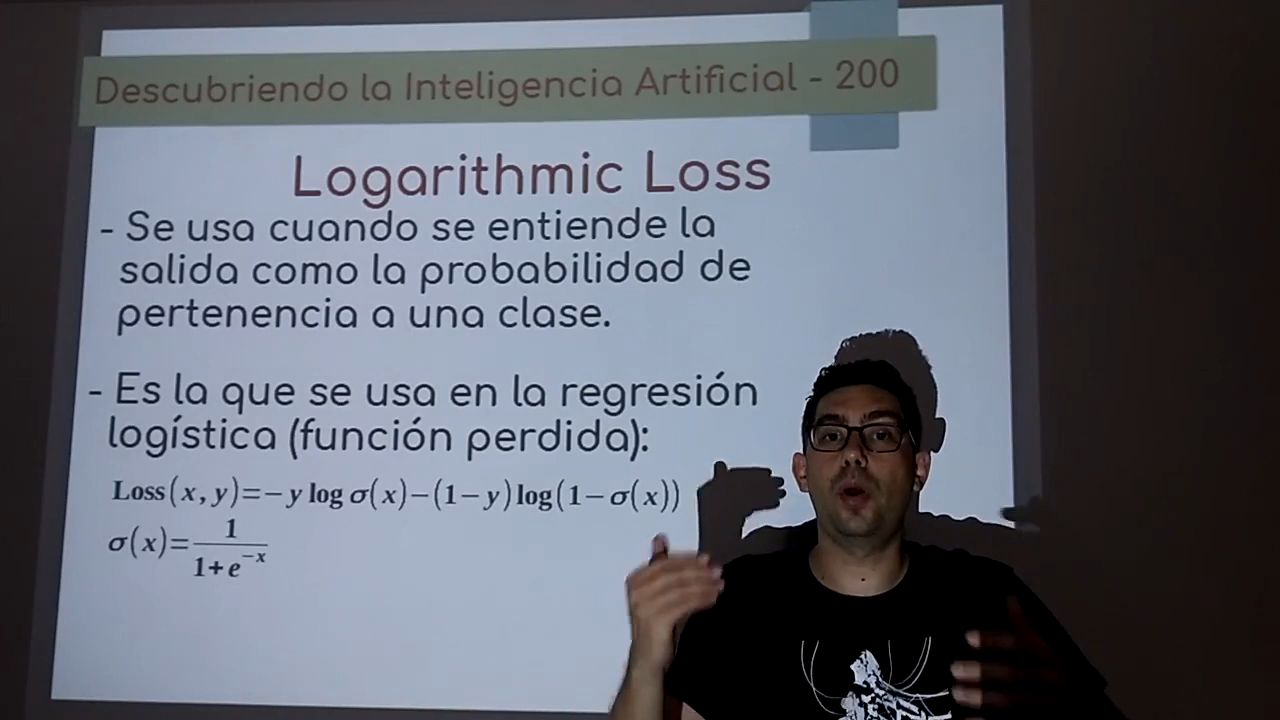 Descubriendo la Inteligencia Artificial - 200
Logarithmic Loss
- Se usa cuando se entiende la
salida como la probabilidad de
pertenencia a una clase.
- Es la que se usa en la regresión
logística (función perdida):
Loss(x,y)=−y log σ(x)−(1−y)log(1−σ(x))
σ(x)=1/(1+e^−x)